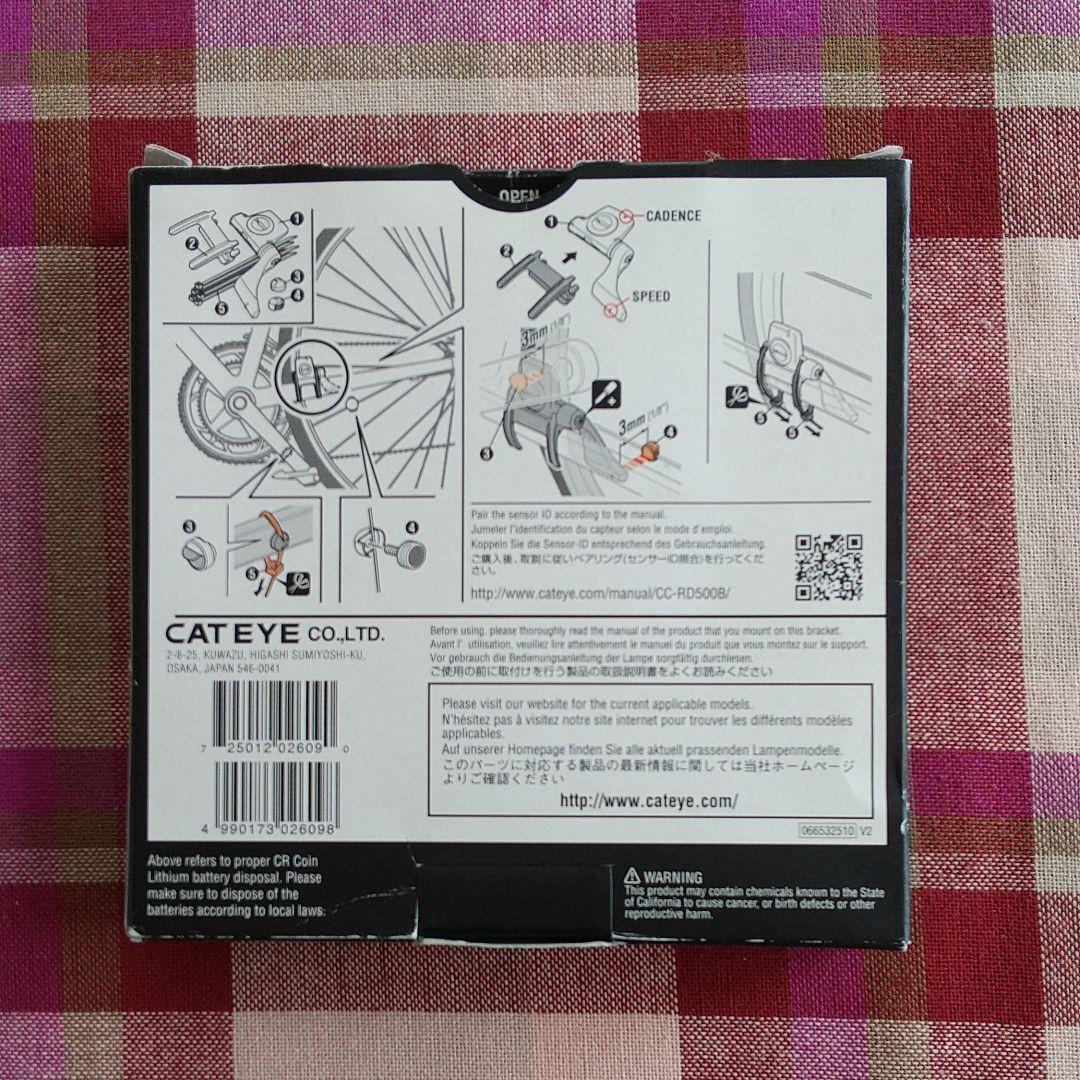 OPEN
1
2
3
4
5
1
CADENCE
2
SPEED
3mm (1/8")
3mm (1/8")
4
3
5
5
3
5
4
Pair the sensor ID according to the manual.
Jumeler l'identification du capteur selon le mode d'emploi.
Koppeln Sie die Sensor-ID entsprechend des Gebrauchsanleitung.
ご購入後、取説に従いペアリング(センサーID照合)を行ってくだ
さい。
http://www.cateye.com/manual/CC-RD500B/
CATEYE CO.,LTD.
2-8-25, KUWAZU, HIGASHI SUMIYOSHI-KU,
OSAKA, JAPAN 546-0041
7 25012 02609 0
4 990173 026098
Before using, please thoroughly read the manual of the product that you mount on this bracket.
Avant l' utilisation, veuillez lire attentivement le manuel du produit que vous montez sur le support.
Vor gebrauch die Bedienungsanleitung der Lampe sorgfältig durchlesen.
ご使用の前に取付けを行う製品の取扱説明書をよくお読みください
Please visit our website for the current applicable models.
N'hésitez pas à visitez notre site internet pour trouver les différents modèles
applicables.
Auf unserer Homepage finden Sie alle aktuell prassenden Lampenmodelle.
このパーツに対応する製品の最新情報に関しては当社ホームページ
よりご確認ください
http://www.cateye.com/
066532510 V2
Above refers to proper CR Coin
Lithium battery disposal. Please
make sure to dispose of the
batteries according to local laws.
WARNING
This product may contain chemicals known to the State
of California to cause cancer, or birth defects or other
reproductive harm.